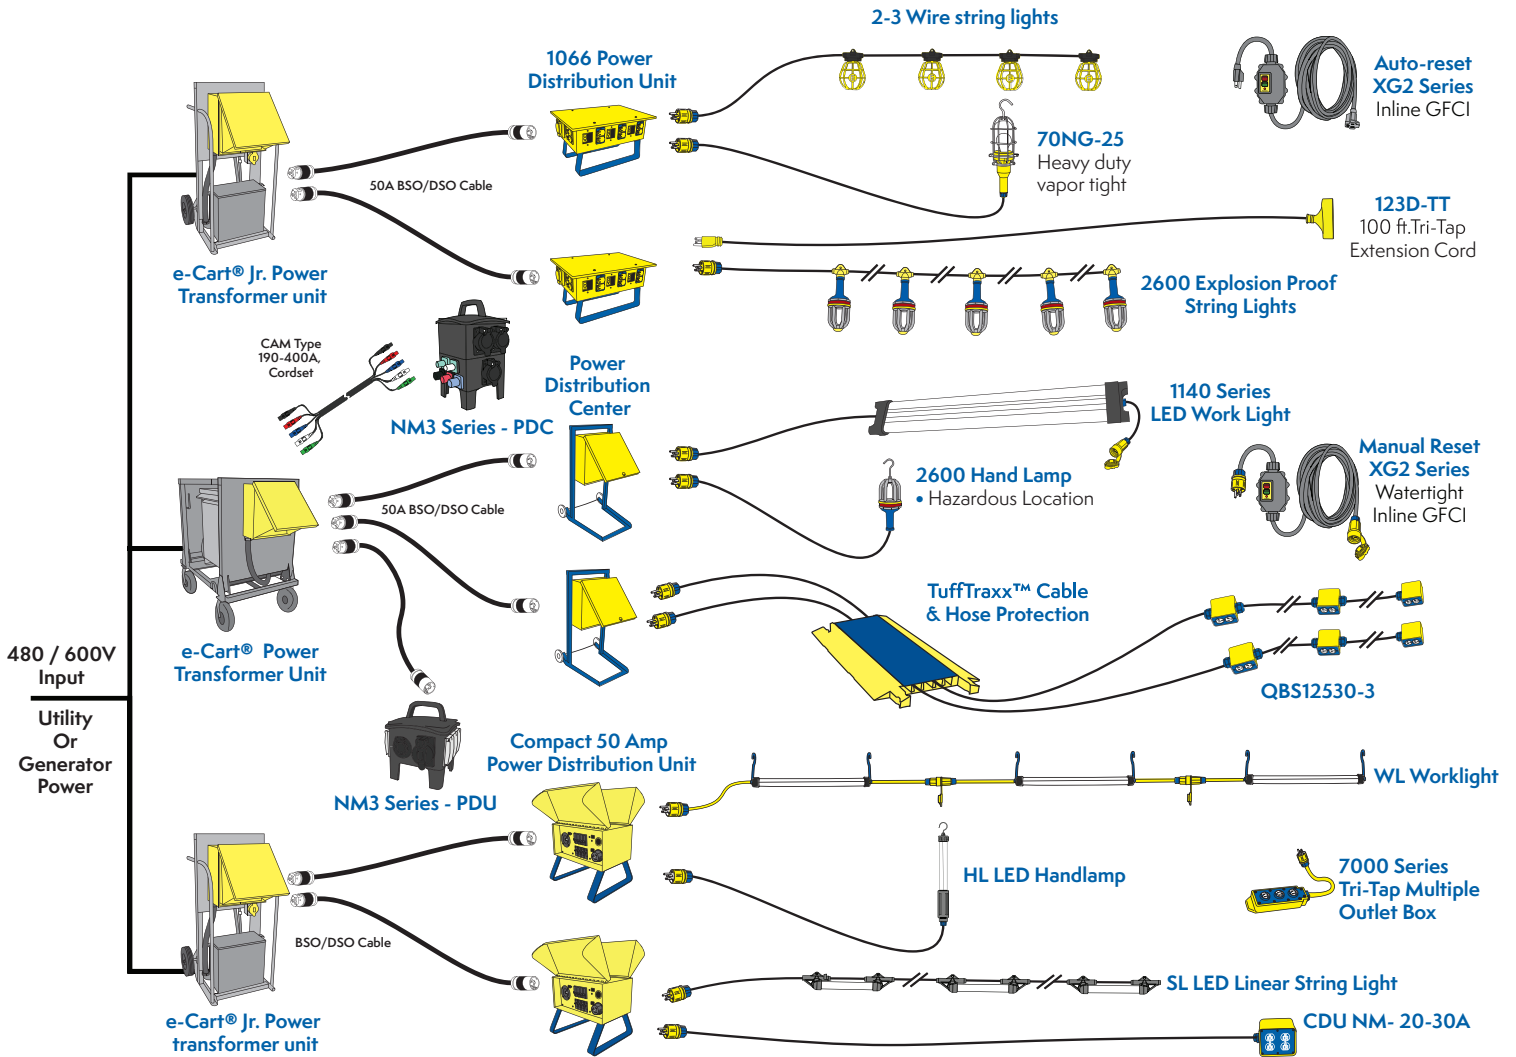 2-3 Wire string lights
1066 Power
Distribution Unit
Auto-reset
XG2 Series
Inline GFCI
70NG-25
Heavy duty
vapor tight
50A BSO/DSO Cable
123D-TT
100 ft.Tri-Tap
Extension Cord
e-Cart® Jr. Power
Transformer unit
2600 Explosion Proof
String Lights
CAM Type
190-400A,
Cordset
NM3 Series - PDC
Power
Distribution
Center
1140 Series
LED Work Light
2600 Hand Lamp
• Hazardous Location
Manual Reset
XG2 Series
Watertight
Inline GFCI
50A BSO/DSO Cable
TuffTraxx™ Cable
& Hose Protection
e-Cart® Power
Transformer Unit
480 / 600V
Input
Utility
Or
Generator
Power
QBS12530-3
NM3 Series - PDU
Compact 50 Amp
Power Distribution Unit
WL Worklight
HL LED Handlamp
7000 Series
Tri-Tap Multiple
Outlet Box
BSO/DSO Cable
SL LED Linear String Light
CDU NM- 20-30A
e-Cart® Jr. Power
transformer unit